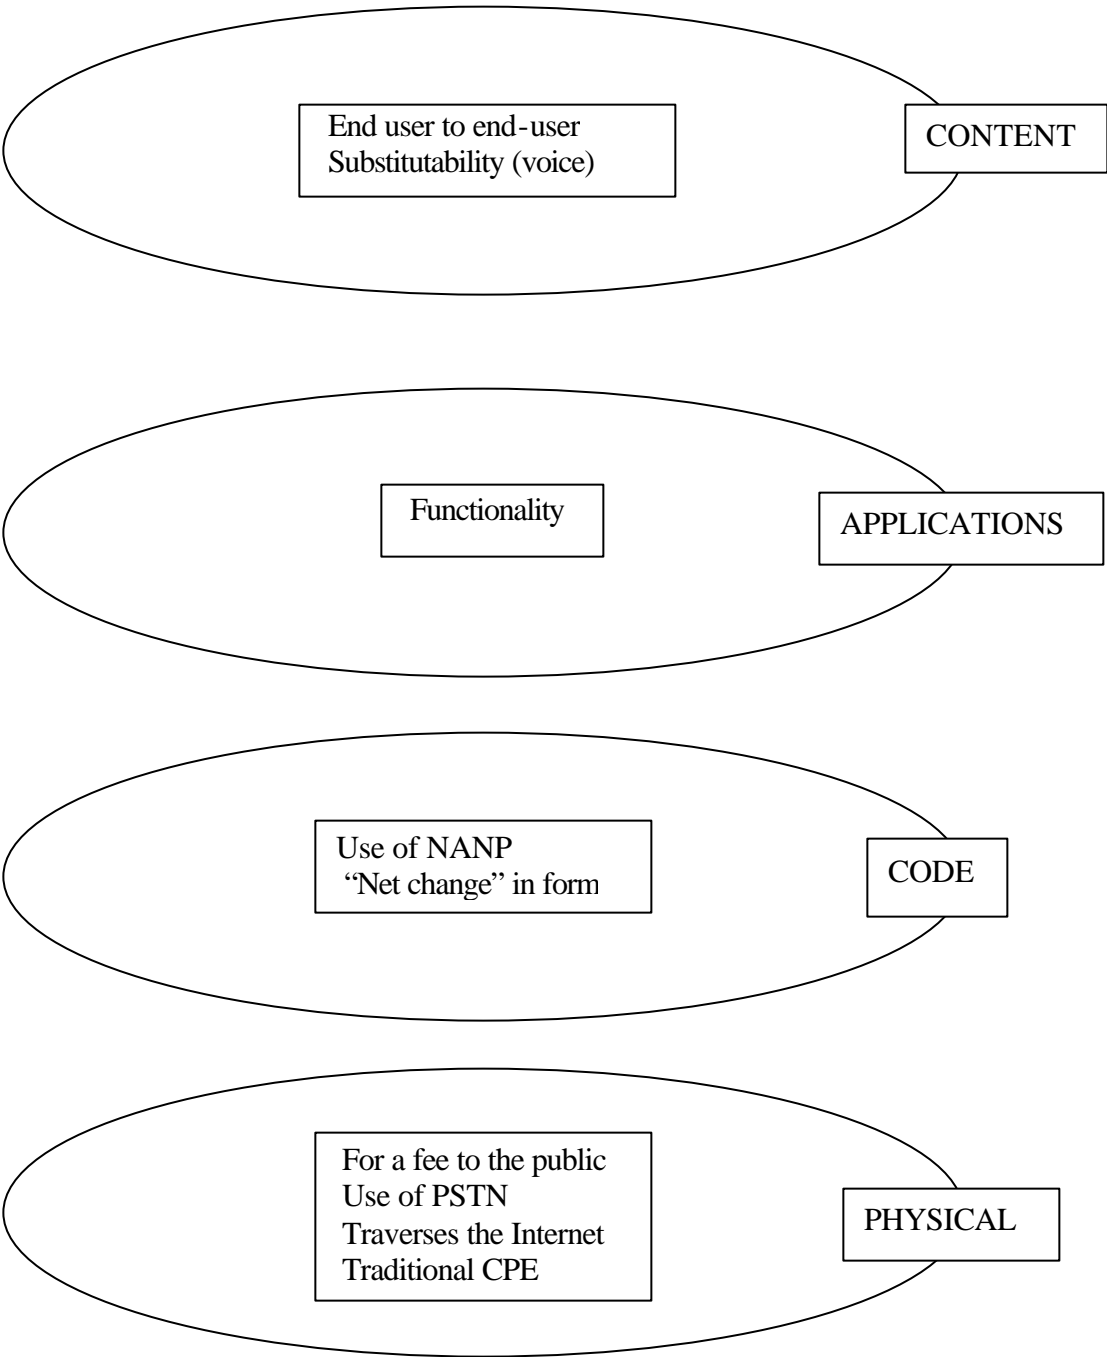 End user to end-user
Substitutability (voice)
CONTENT
Functionality
APPLICATIONS
Use of NANP
“Net change” in form
CODE
For a fee to the public
Use of PSTN
Traverses the Internet
Traditional CPE
PHYSICAL